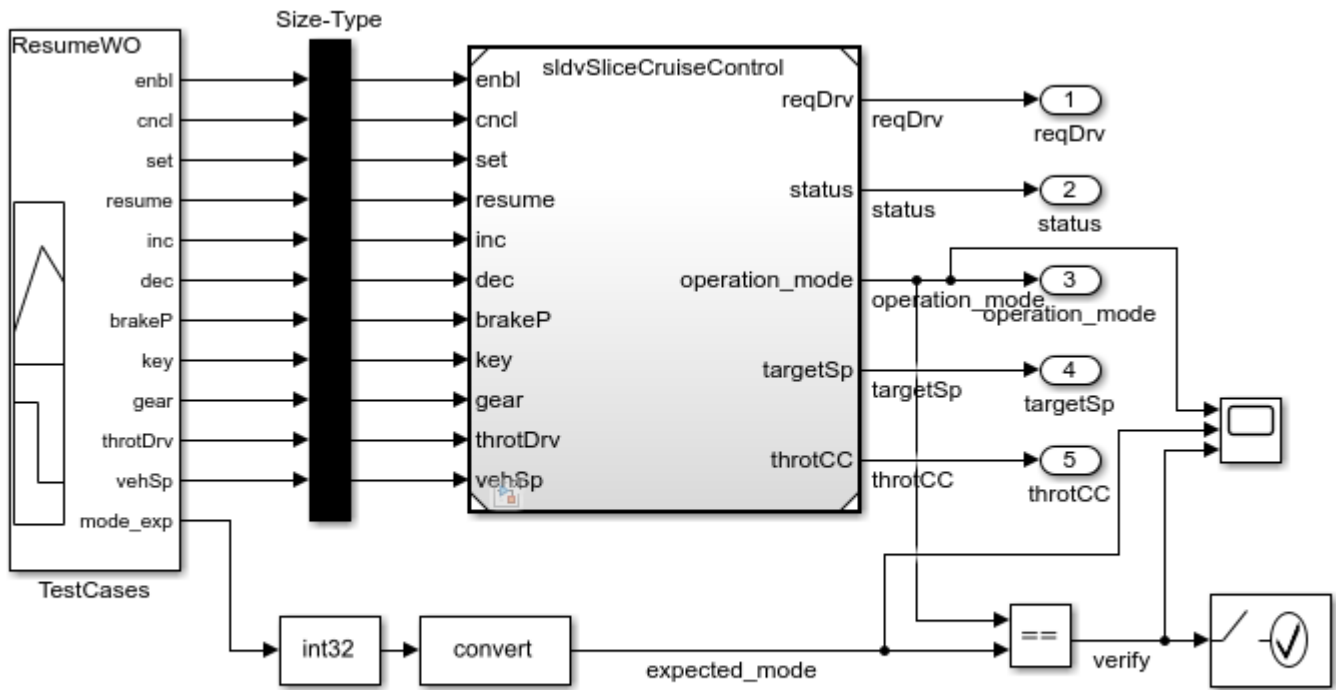 Size-Type
ResumeWO
enbl
cncl
set
resume
inc
dec
brakeP
key
gear
throtDrv
vehSp
mode_exp
TestCases
sldvSliceCruiseControl
enbl
cncl
set
resume
inc
dec
brakeP
key
gear
throtDrv
vehSp
reqDrv
status
operation_mode
targetSp
throtCC
reqDrv
status
operation_mode
targetSp
throtCC
1
reqDrv
2
status
3
operation_mode
4
targetSp
5
throtCC
int32
convert
expected_mode
==
verify